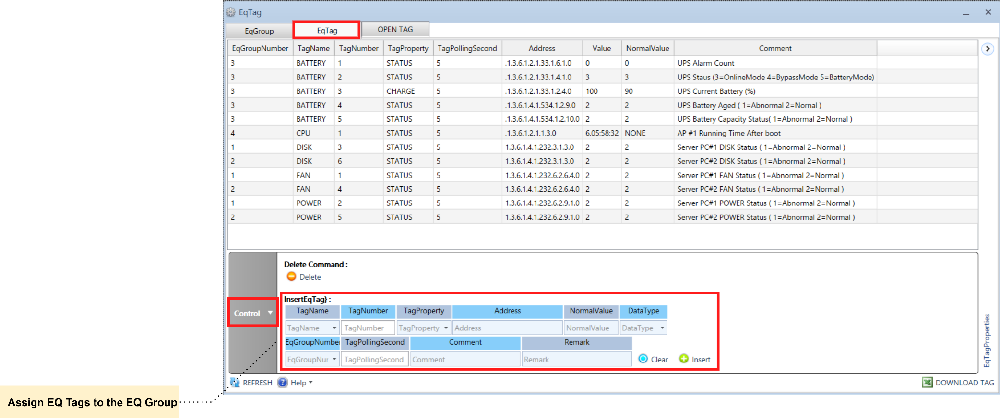 EqTag
EqGroup EqTag OPEN TAG
EqGroupNumber TagName TagNumber TagProperty TagPollingSecond Address Value NormalValue Comment
3 BATTERY 1 STATUS 5 .1.3.6.1.2.1.33.1.6.1.0 0 0 UPS Alarm Count
3 BATTERY 2 STATUS 5 .1.3.6.1.2.1.33.1.4.1.0 3 3 UPS Staus (3=OnlineMode 4=BypassMode 5=BatteryMode)
3 BATTERY 3 CHARGE 5 .1.3.6.1.2.1.33.1.2.4.0 100 90 UPS Current Battery (%)
3 BATTERY 4 STATUS 5 .1.3.6.1.4.1.534.1.2.9.0 2 2 UPS Battery Aged ( 1=Abnormal 2=Nornal )
3 BATTERY 5 STATUS 5 .1.3.6.1.4.1.534.1.2.10.0 2 2 UPS Battery Capacity Status( 1=Abnormal 2=Nornal )
4 CPU 1 STATUS 5 .1.3.6.1.2.1.1.3.0 6.05:58:32 NONE AP #1 Running Time After boot
1 DISK 3 STATUS 5 1.3.6.1.4.1.232.3.1.3.0 2 2 Server PC#1 DISK Status ( 1=Abnormal 2=Normal )
2 DISK 6 STATUS 5 1.3.6.1.4.1.232.3.1.3.0 2 2 Server PC#2 DISK Status ( 1=Abnormal 2=Normal )
1 FAN 1 STATUS 5 1.3.6.1.4.1.232.6.2.6.4.0 2 2 Server PC#1 FAN Status ( 1=Abnormal 2=Normal )
2 FAN 4 STATUS 5 1.3.6.1.4.1.232.6.2.6.4.0 2 2 Server PC#2 FAN Status ( 1=Abnormal 2=Normal )
1 POWER 2 STATUS 5 1.3.6.1.4.1.232.6.2.9.1.0 2 2 Server PC#1 POWER Status ( 1=Abnormal 2=Normal )
2 POWER 5 STATUS 5 1.3.6.1.4.1.232.6.2.9.1.0 2 2 Server PC#2 POWER Status ( 1=Abnormal 2=Normal )
Delete Command :
Delete
Control
InsertEqTag} :
TagName TagNumber TagProperty Address NormalValue DataType
TagName TagNumber TagProperty Address NormalValue DataType
EqGroupNumber TagPollingSecond Comment Remark
EqGroupNur TagPollingSecond Comment Remark Clear Insert
EqTagProperties
REFRESH Help DOWNLOAD TAG
Assign EQ Tags to the EQ Group